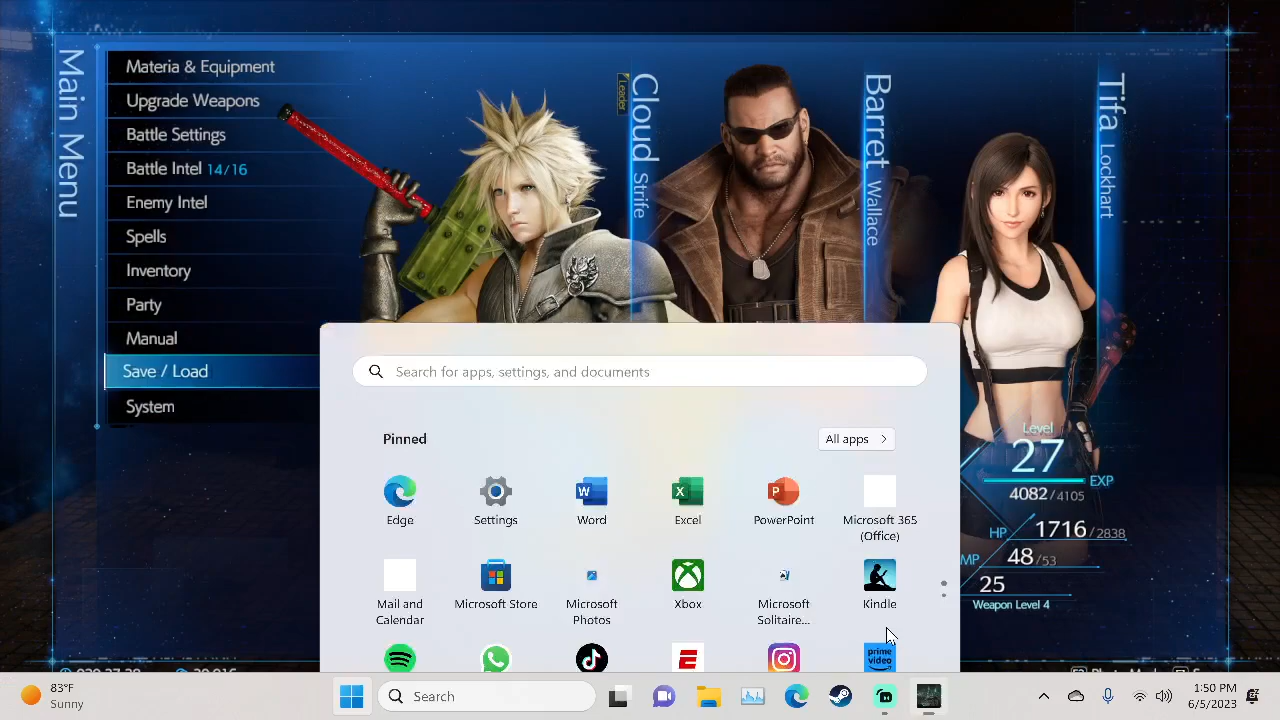 Main Menu
Materia & Equipment
Upgrade Weapons
Battle Settings
Battle Intel 14/16
Enemy Intel
Spells
Inventory
Party
Manual
Save / Load
System
Leader
Cloud Strife
Barret Wallace
Tifa Lockhart
Level
27
EXP
4082/4105
HP 1716/2838
MP 48/53
25
Weapon Level 4
Search for apps, settings, and documents
Pinned
All apps
Edge
Settings
Word
Excel
PowerPoint
Microsoft 365
(Office)
Mail and
Calendar
Microsoft Store
Microsoft
Photos
Xbox
Microsoft
Solitaire...
Kindle
prime
video
83°F
Sunny
Search
1:50 PM